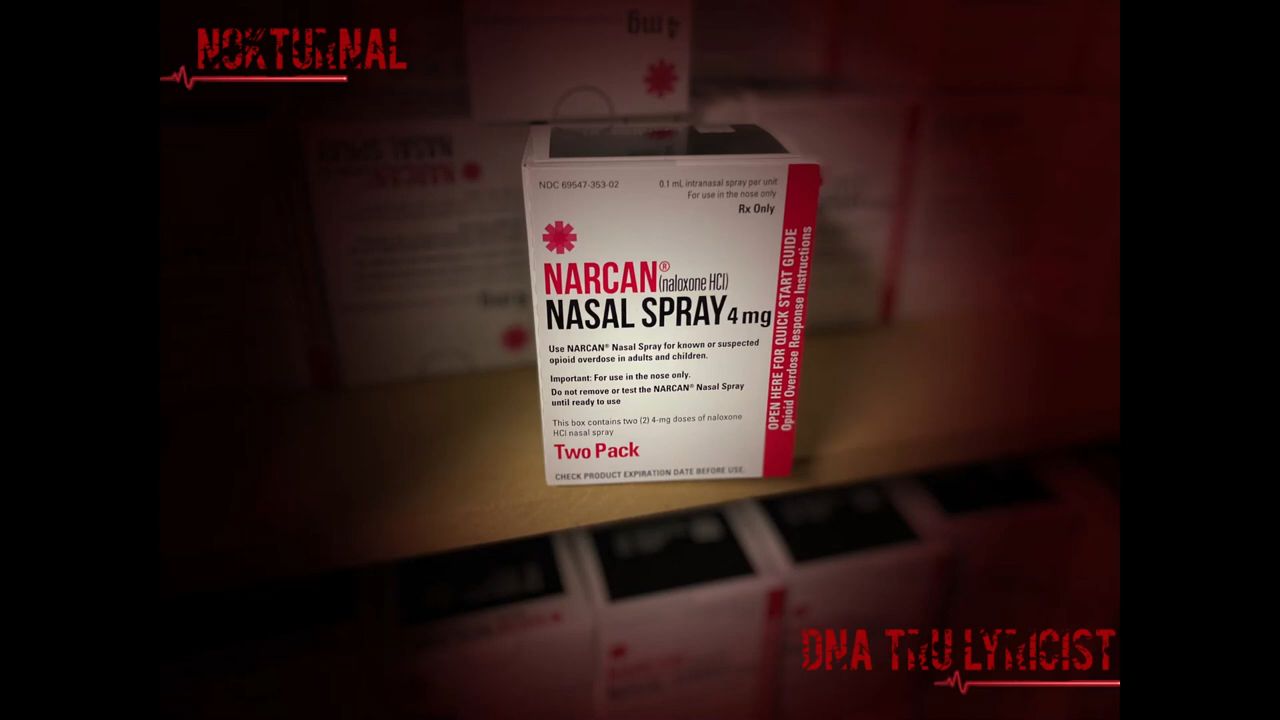 NOKTURNAL
4 mg
NASAL SPRAY
NARCAN
NDC 69547-353-02
0.1 mL intranasal spray per unit
For use in the nose only
Rx Only
NARCAN® (naloxone HCl)
NASAL SPRAY 4 mg
Use NARCAN® Nasal Spray for known or suspected
opioid overdose in adults and children.
Important: For use in the nose only.
Do not remove or test the NARCAN® Nasal Spray
until ready to use
This box contains two (2) 4-mg doses of naloxone
HCl nasal spray
Two Pack
CHECK PRODUCT EXPIRATION DATE BEFORE USE.
OPEN HERE FOR QUICK START GUIDE
Opioid Overdose Response Instructions
DNA TRU LYRICIST